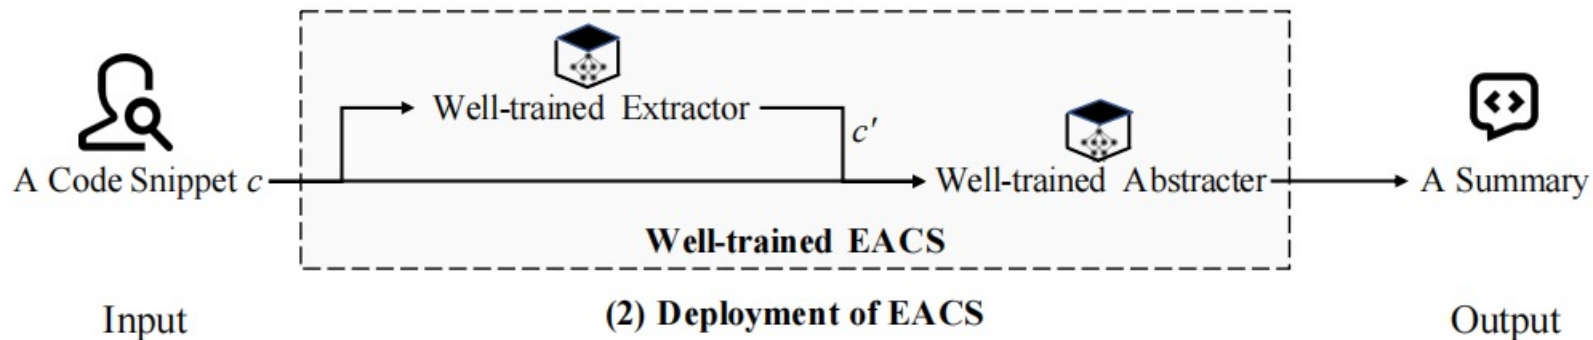 Well-trained Extractor
c′
A Code Snippet c
Well-trained Abstracter
A Summary
Well-trained EACS
Input
(2) Deployment of EACS
Output